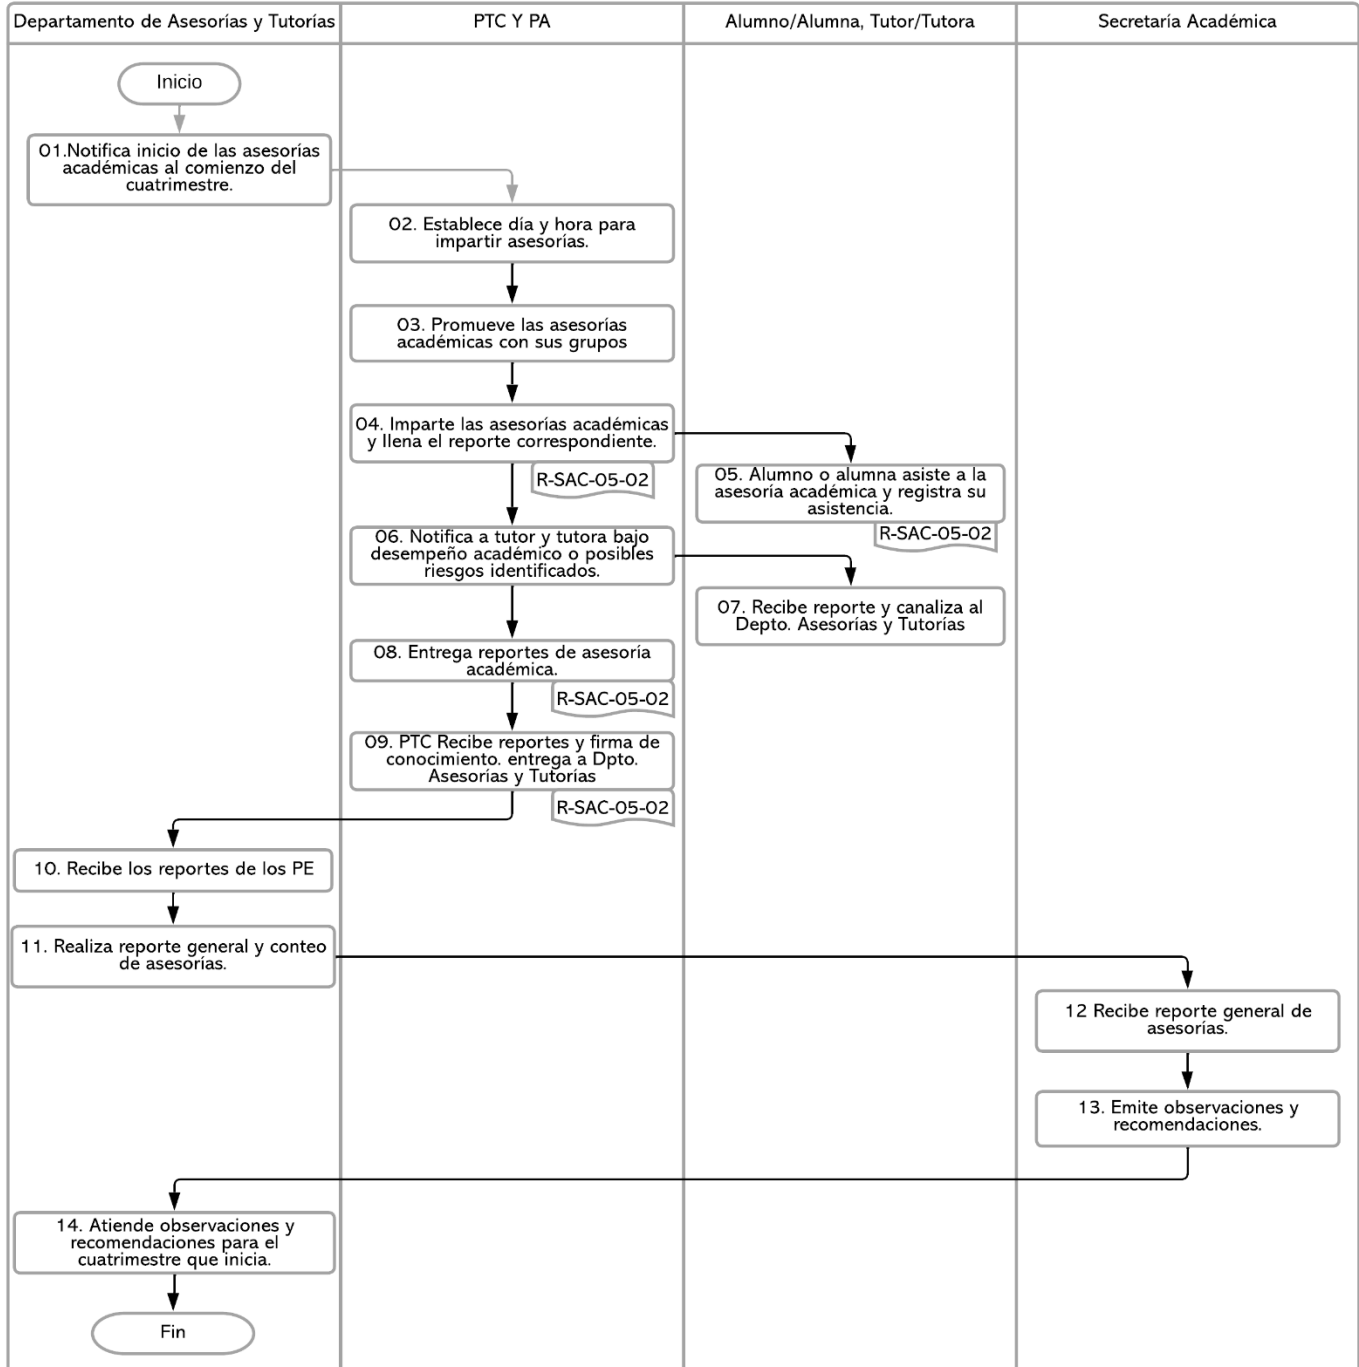 Departamento de Asesorías y Tutorías
PTC Y PA
Alumno/Alumna, Tutor/Tutora
Secretaría Académica
Inicio
01.Notifica inicio de las asesorías
académicas al comienzo del
cuatrimestre.
02. Establece día y hora para
impartir asesorías.
03. Promueve las asesorías
académicas con sus grupos
04. Imparte las asesorías académicas
y llena el reporte correspondiente.
R-SAC-05-02
05. Alumno o alumna asiste a la
asesoría académica y registra su
asistencia.
R-SAC-05-02
06. Notifica a tutor y tutora bajo
desempeño académico o posibles
riesgos identificados.
07. Recibe reporte y canaliza al
Depto. Asesorías y Tutorías
08. Entrega reportes de asesoría
académica.
R-SAC-05-02
09. PTC Recibe reportes y firma de
conocimiento. entrega a Dpto.
Asesorías y Tutorías
R-SAC-05-02
10. Recibe los reportes de los PE
11. Realiza reporte general y conteo
de asesorías.
12 Recibe reporte general de
asesorías.
13. Emite observaciones y
recomendaciones.
14. Atiende observaciones y
recomendaciones para el
cuatrimestre que inicia.
Fin